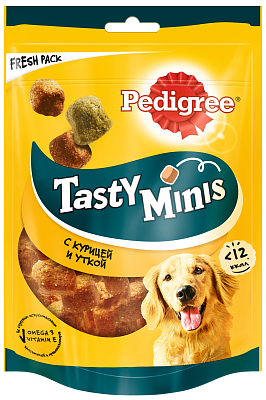 FRESH PACK
Pedigree®
TASTY MINIS
С КУРИЦЕЙ
И УТКОЙ
<12
ККАЛ
OMEGA 3
VITAMIN E